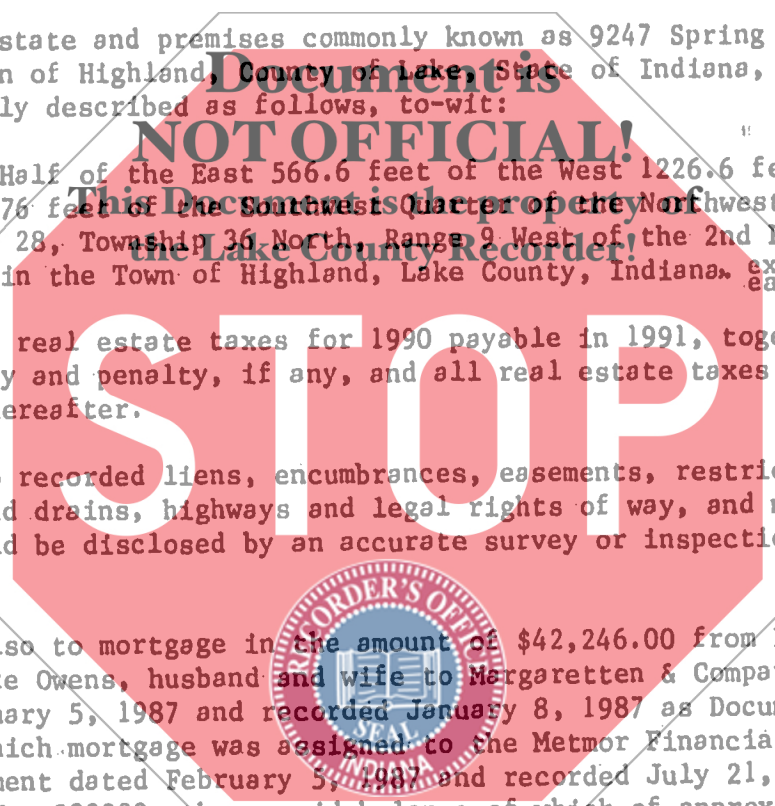 state and premises commonly known as 9247 Spring
n of Highland, County of Lake, State of Indiana,
ly described as follows, to-wit:
Document is
NOT OFFICIAL!
This Document is the property of
the Lake County Recorder!
Half of the East 566.6 feet of the West 1226.6 fe
76 feet of the Southwest Quarter of the Northwest
28, Township 36 North, Range 9 West of the 2nd
in the Town of Highland, Lake County, Indiana. ex
ea
STOP
real estate taxes for 1990 payable in 1991, toge
y and penalty, if any, and all real estate taxes
ereafter.
recorded liens, encumbrances, easements, restric
d drains, highways and legal rights of way, and
d be disclosed by an accurate survey or inspectio
RECORDER'S OFFI
SEAL
INDIANA
so to mortgage in the amount of $42,246.00 from
e Owens, husband and wife to Margaretten & Compa
ary 5, 1987 and recorded January 8, 1987 as Docum
ich mortgage was assigned to the Metmor Financia
ment dated February 5, 1987 and recorded July 21,